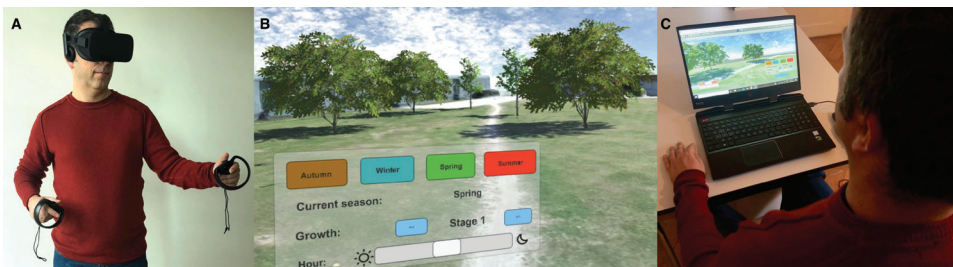 A
B
C
Autumn
Winter
Spring
Summer
Current season:
Spring
Growth:
Stage 1
Hour: